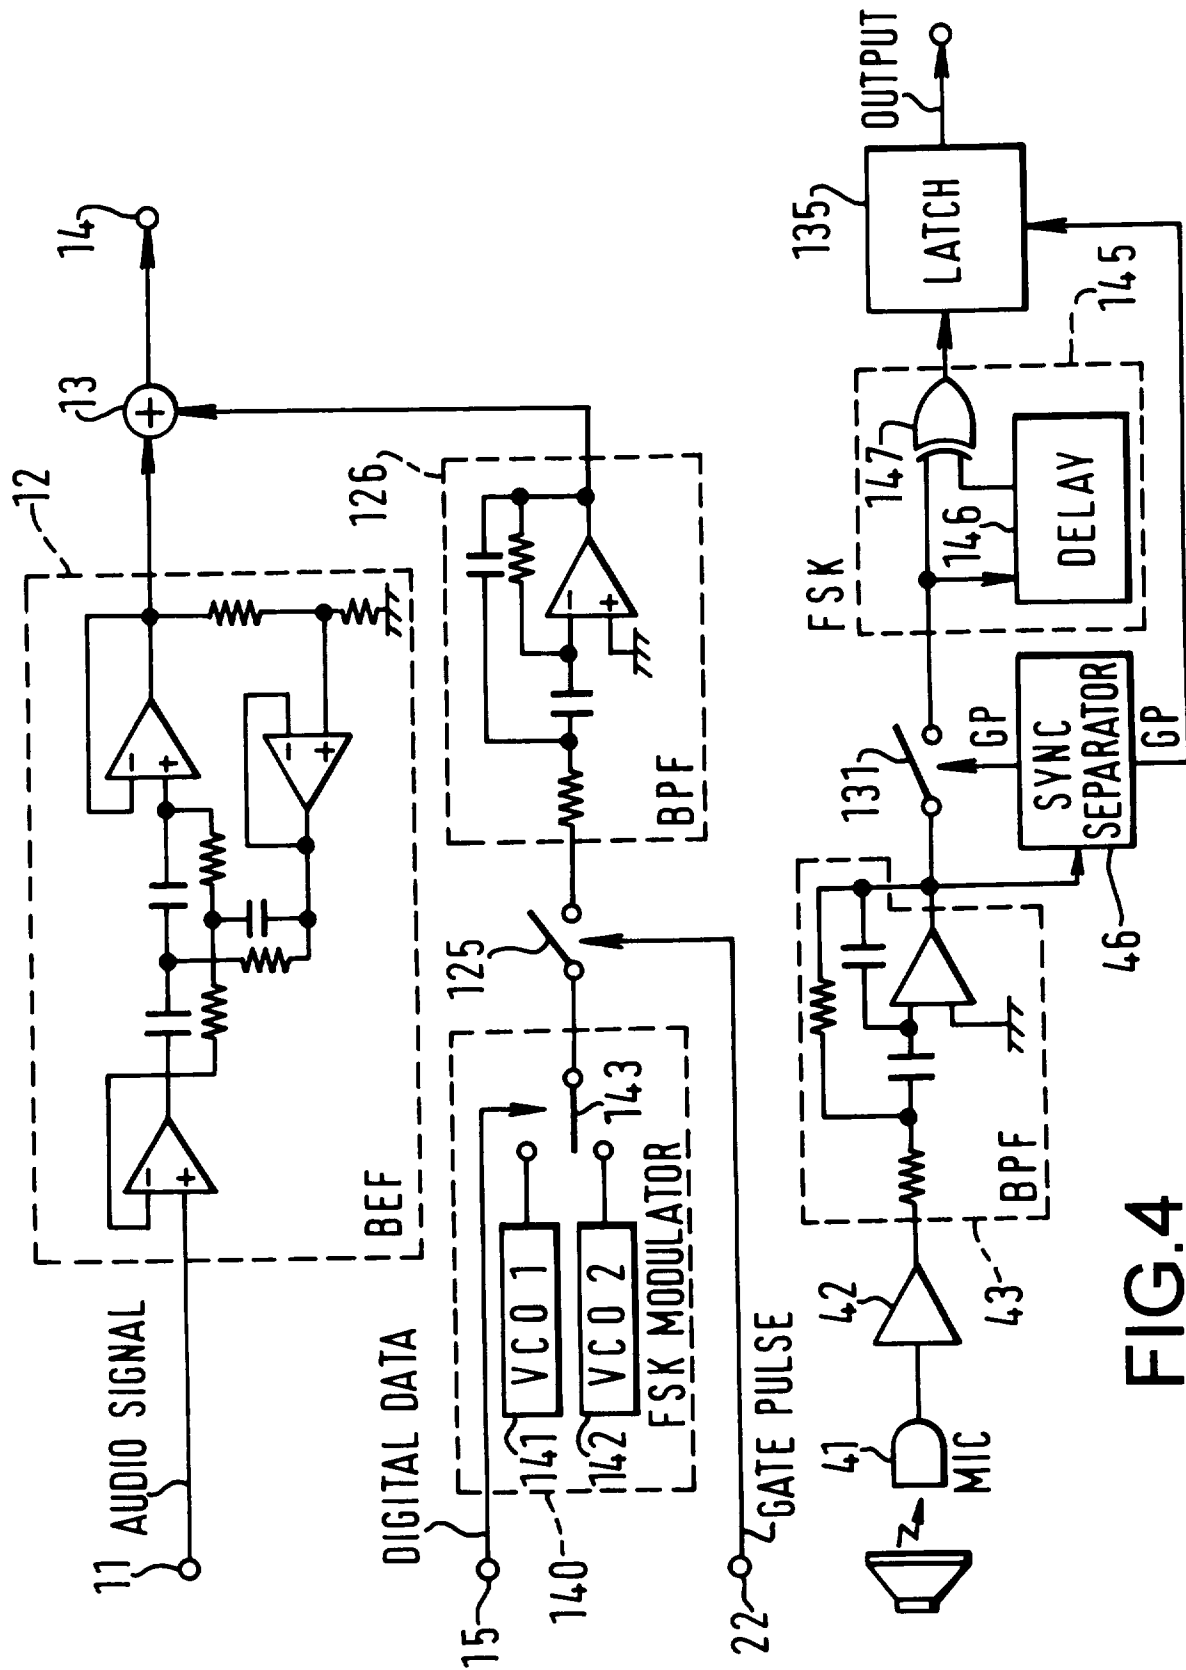 11
AUDIO SIGNAL
12
BEF
−
+
−
+
−
+
13
+
14
15
DIGITAL DATA
140
141
VCO 1
142
VCO 2
143
FSK MODULATOR
125
126
BPF
−
+
22
GATE PULSE
41
MIC
42
43
BPF
131
GP
46
SYNC
SEPARATOR
GP
FSK
147
146
DELAY
145
135
LATCH
OUTPUT
FIG.4